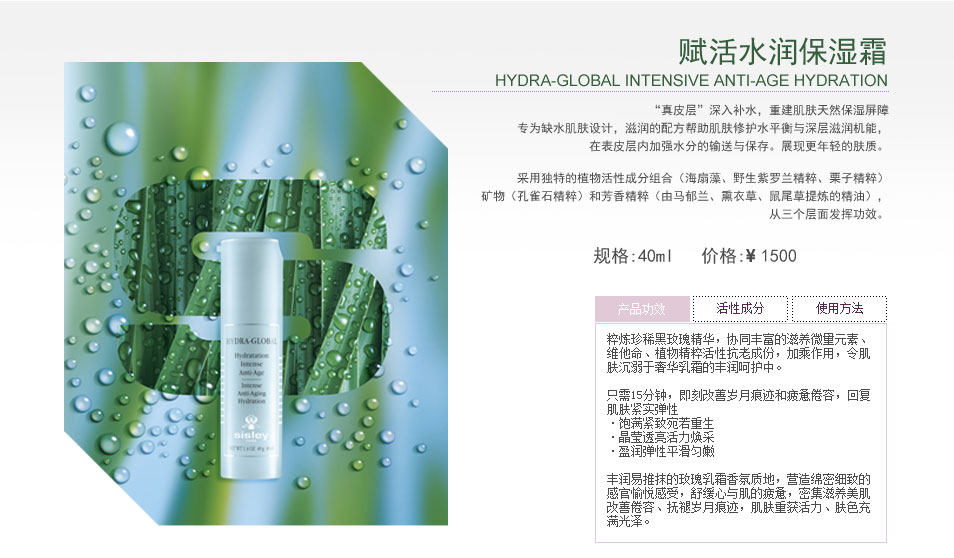 赋活水润保湿霜
HYDRA-GLOBAL INTENSIVE ANTI-AGE HYDRATION
“真皮层”深入补水，重建肌肤天然保湿屏障
专为缺水肌肤设计，滋润的配方帮助肌肤修护水平衡与深层滋润机能，
在表皮层内加强水分的输送与保存。展现更年轻的肤质。
采用独特的植物活性成分组合（海扇藻、野生紫罗兰精粹、栗子精粹）
矿物（孔雀石精粹）和芳香精粹（由马郁兰、熏衣草、鼠尾草提炼的精油），
从三个层面发挥功效。
规格:40ml 价格:¥ 1500
产品功效 活性成分 使用方法
粹炼珍稀黑玫瑰精华，协同丰富的滋养微量元素、
维他命、植物精粹活性抗老成份，加乘作用，令肌
肤沉溺于奢华乳霜的丰润呵护中。
只需15分钟，即刻改善岁月痕迹和疲惫倦容，回复
肌肤紧实弹性
·饱满紧致宛若重生
·晶莹透亮活力焕采
·盈润弹性平滑匀嫩
丰润易推抹的玫瑰乳霜香氛质地，营造绵密细致的
感官愉悦感受，舒缓心与肌的疲惫，密集滋养美肌
改善倦容、抚褪岁月痕迹，肌肤重获活力、肤色充
满光泽。
HYDRA-GLOBAL
Hydratation
Intense
Anti-Age
Intense
Anti-Aging
Hydration
sisley